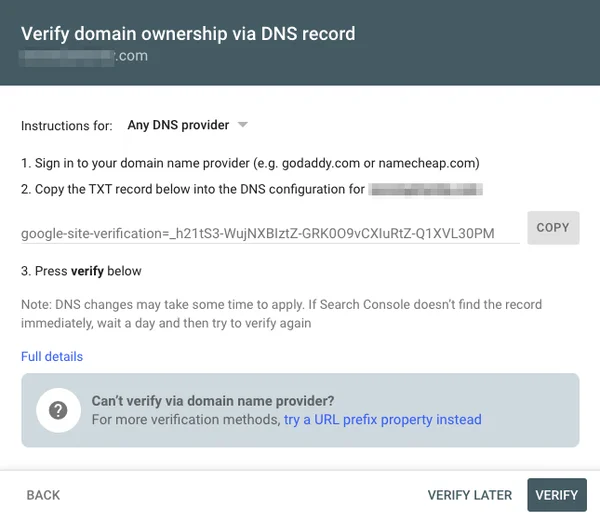 Verify domain ownership via DNS record
.com
Instructions for: Any DNS provider
1. Sign in to your domain name provider (e.g. godaddy.com or namecheap.com)
2. Copy the TXT record below into the DNS configuration for
google-site-verification=_h21tS3-WujNXBIztZ-GRK0O9vCXIuRtZ-Q1XVL30PM
COPY
3. Press verify below
Note: DNS changes may take some time to apply. If Search Console doesn’t find the record
immediately, wait a day and then try to verify again
Full details
Can’t verify via domain name provider?
For more verification methods, try a URL prefix property instead
BACK
VERIFY LATER
VERIFY